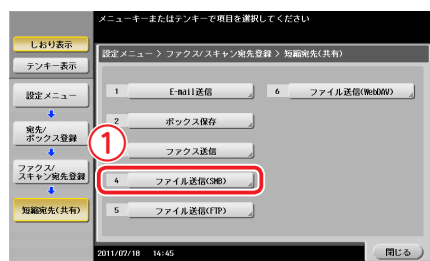 メニューキーまたはテンキーで項目を選択してください
しおり表示
テンキー表示
設定メニュー > ファクス/スキャン宛先登録 > 短縮宛先(共有)
設定メニュー
宛先/
ボックス登録
ファクス/
スキャン宛先登録
短縮宛先(共有)
1 E-mail送信
6 ファイル送信(WebDAV)
2 ボックス保存
①
ファクス送信
4 ファイル送信(SMB)
5 ファイル送信(FTP)
2011/07/18 14:45
閉じる